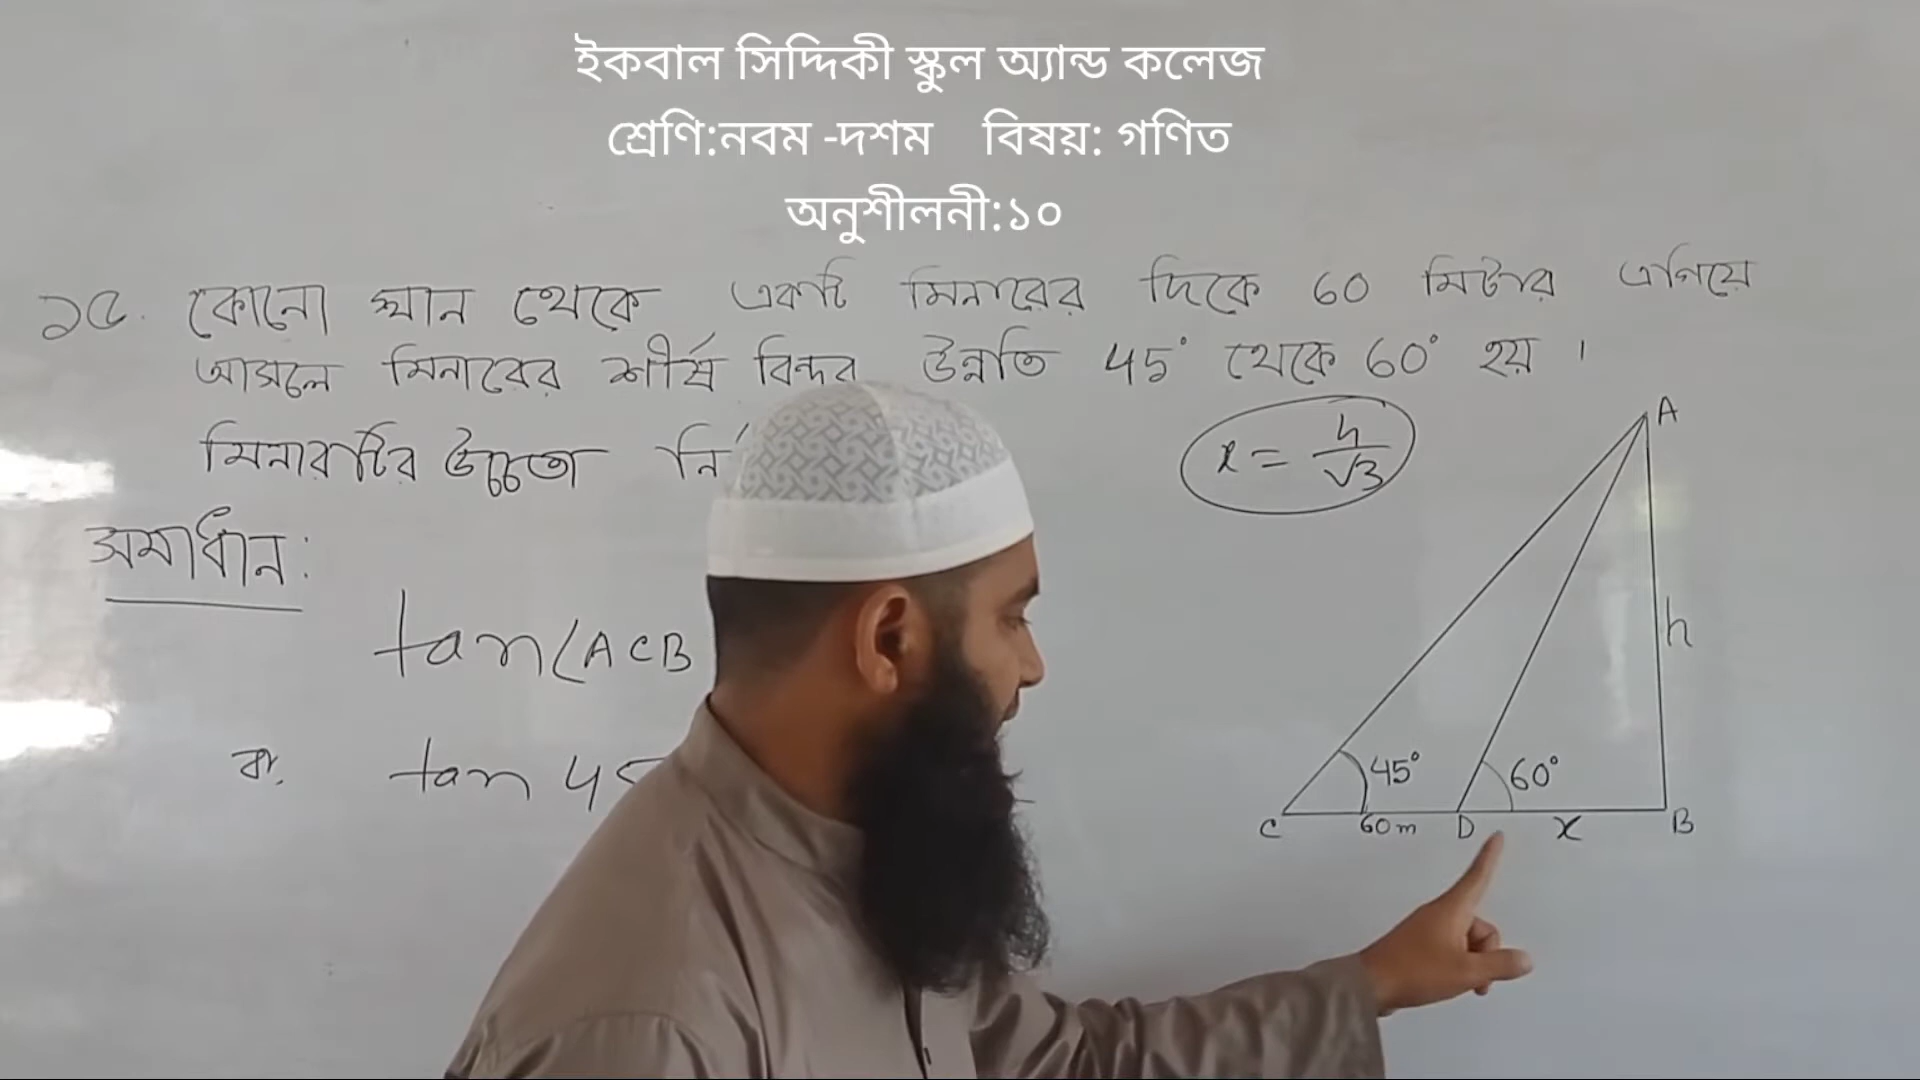 ইকবাল সিদ্দিকী স্কুল অ্যান্ড কলেজ
শ্রেণি:নবম -দশম বিষয়: গণিত
অনুশীলনী:১০
১৫. কোনো স্থান থেকে একটি মিনারের দিকে 60 মিটার এগিয়ে
আসলে মিনারের শীর্ষ বিন্দুর উন্নতি 45° থেকে 60° হয় ।
মিনারটির উচ্চতা নি
x = h/√3
সমাধান:
tan∠ACB
বা, tan 45
A
h
45°
60°
C 60m D x B